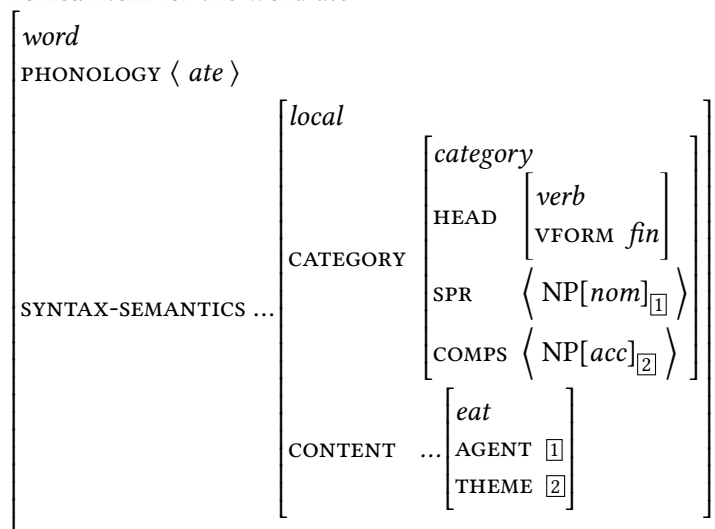 word
PHONOLOGY ⟨ ate ⟩
local
category
HEAD verb
VFORM fin
CATEGORY
SPR ⟨ NP[nom]1 ⟩
SYNTAX-SEMANTICS ...
COMPS ⟨ NP[acc]2 ⟩
eat
CONTENT ... AGENT 1
THEME 2